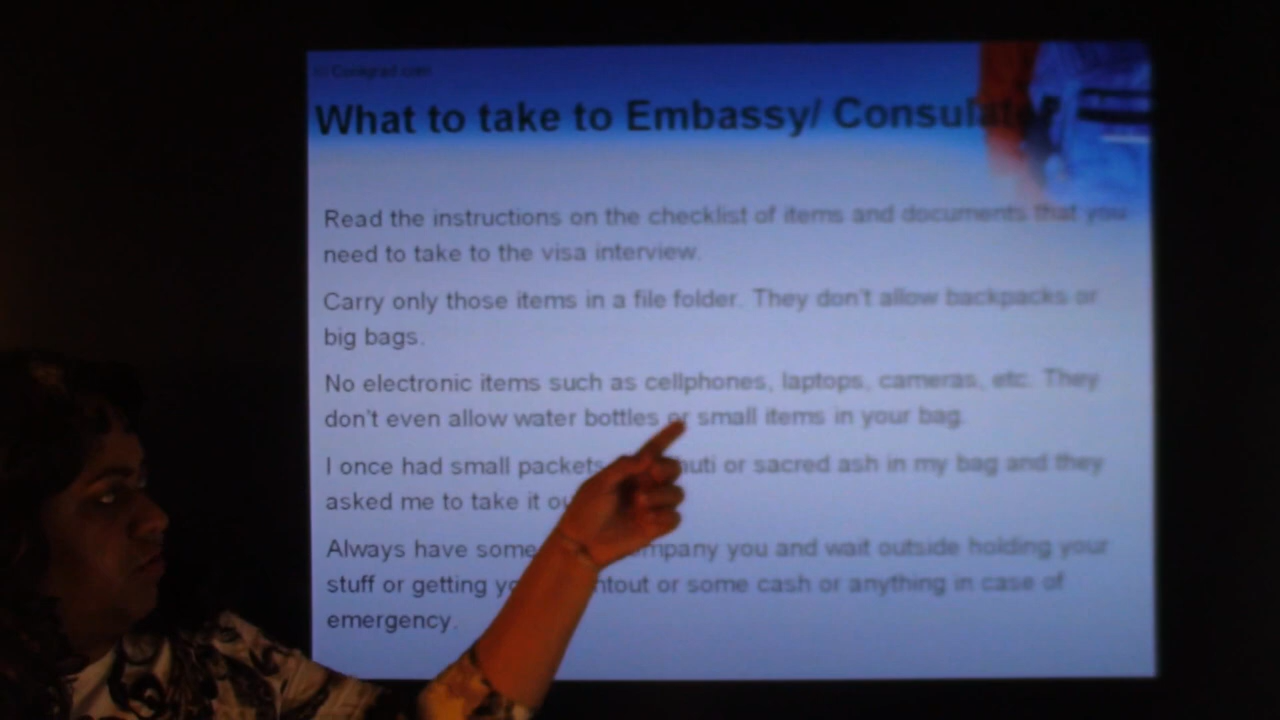 What to take to Embassy/ Consulate?
Read the instructions on the checklist of items and documents that you
need to take to the visa interview.
Carry only those items in a file folder. They don't allow backpacks or
big bags.
No electronic items such as cellphones, laptops, cameras, etc. They
don't even allow water bottles or small items in your bag.
I once had small packets or sacred ash in my bag and they
asked me to take it
Always have you and wait outside holding your
stuff or getting or some cash or anything in case of
emergency.